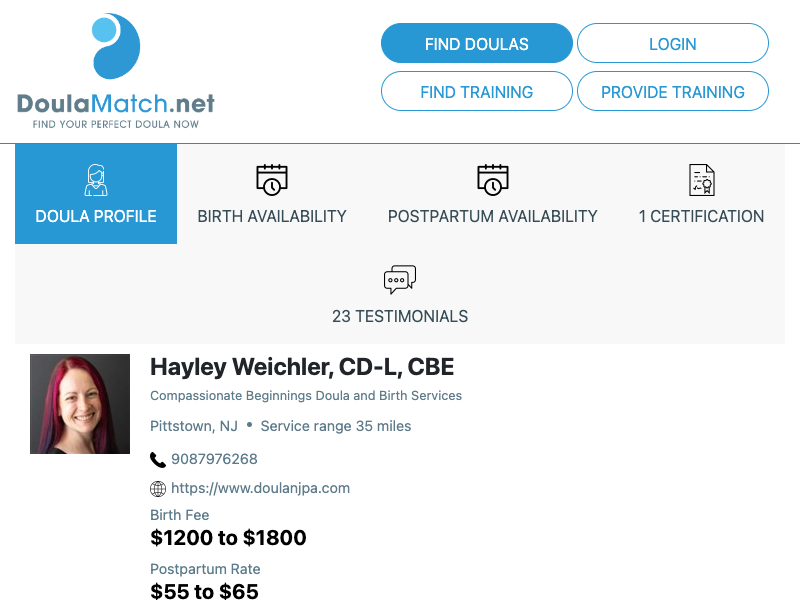 DoulaMatch.net
FIND YOUR PERFECT DOULA NOW
FIND DOULAS
LOGIN
FIND TRAINING
PROVIDE TRAINING
DOULA PROFILE
BIRTH AVAILABILITY
POSTPARTUM AVAILABILITY
1 CERTIFICATION
23 TESTIMONIALS
Hayley Weichler, CD-L, CBE
Compassionate Beginnings Doula and Birth Services
Pittstown, NJ • Service range 35 miles
9087976268
https://www.doulanjpa.com
Birth Fee
$1200 to $1800
Postpartum Rate
$55 to $65